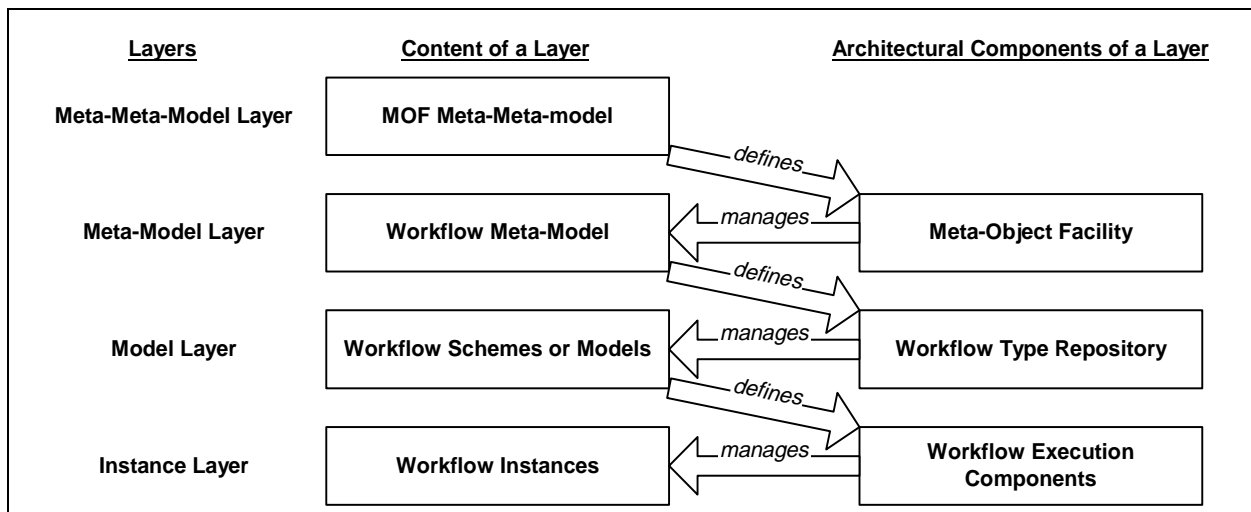 Layers
Content of a Layer
Architectural Components of a Layer
Meta-Meta-Model Layer
MOF Meta-Meta-model
defines
Meta-Model Layer
Workflow Meta-Model
manages
Meta-Object Facility
defines
Model Layer
Workflow Schemes or Models
manages
Workflow Type Repository
defines
Instance Layer
Workflow Instances
manages
Workflow Execution
Components